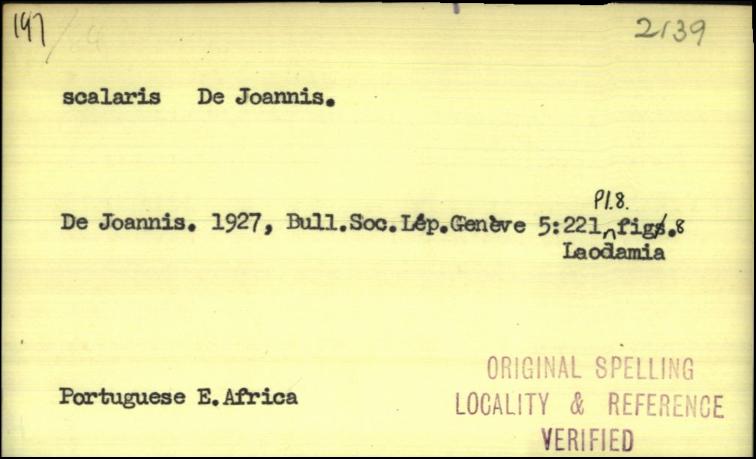 197
2139
scalaris De Joannis.
Pl.8.
De Joannis. 1927, Bull.Soc.Lép.Genève 5:221, figs.8
Laodamia
Portuguese E.Africa
ORIGINAL SPELLING
LOCALITY & REFERENCE
VERIFIED